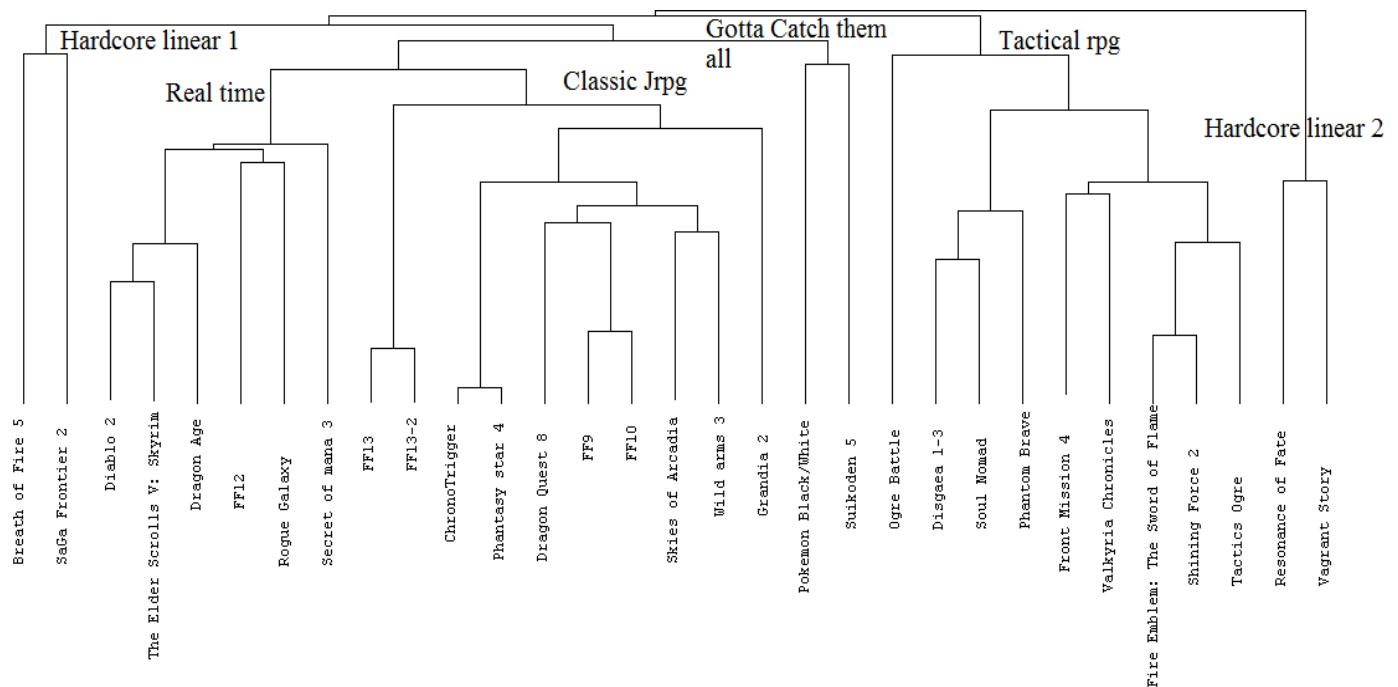 Hardcore linear 1
Gotta Catch them
all
Tactical rpg
Real time
Classic Jrpg
Hardcore linear 2
Breath of Fire 5
SaGa Frontier 2
Diablo 2
The Elder Scrolls V: Skyrim
Dragon Age
FF12
Rogue Galaxy
Secret of mana 3
FF13
FF13-2
ChronoTrigger
Phantasy star 4
Dragon Quest 8
FF9
FF10
Skies of Arcadia
Wild arms 3
Grandia 2
Pokemon Black/White
Suikoden 5
Ogre Battle
Disgaea 1-3
Soul Nomad
Phantom Brave
Front Mission 4
Valkyria Chronicles
Fire Emblem: The Sword of Flame
Shining Force 2
Tactics Ogre
Resonance of Fate
Vagrant Story